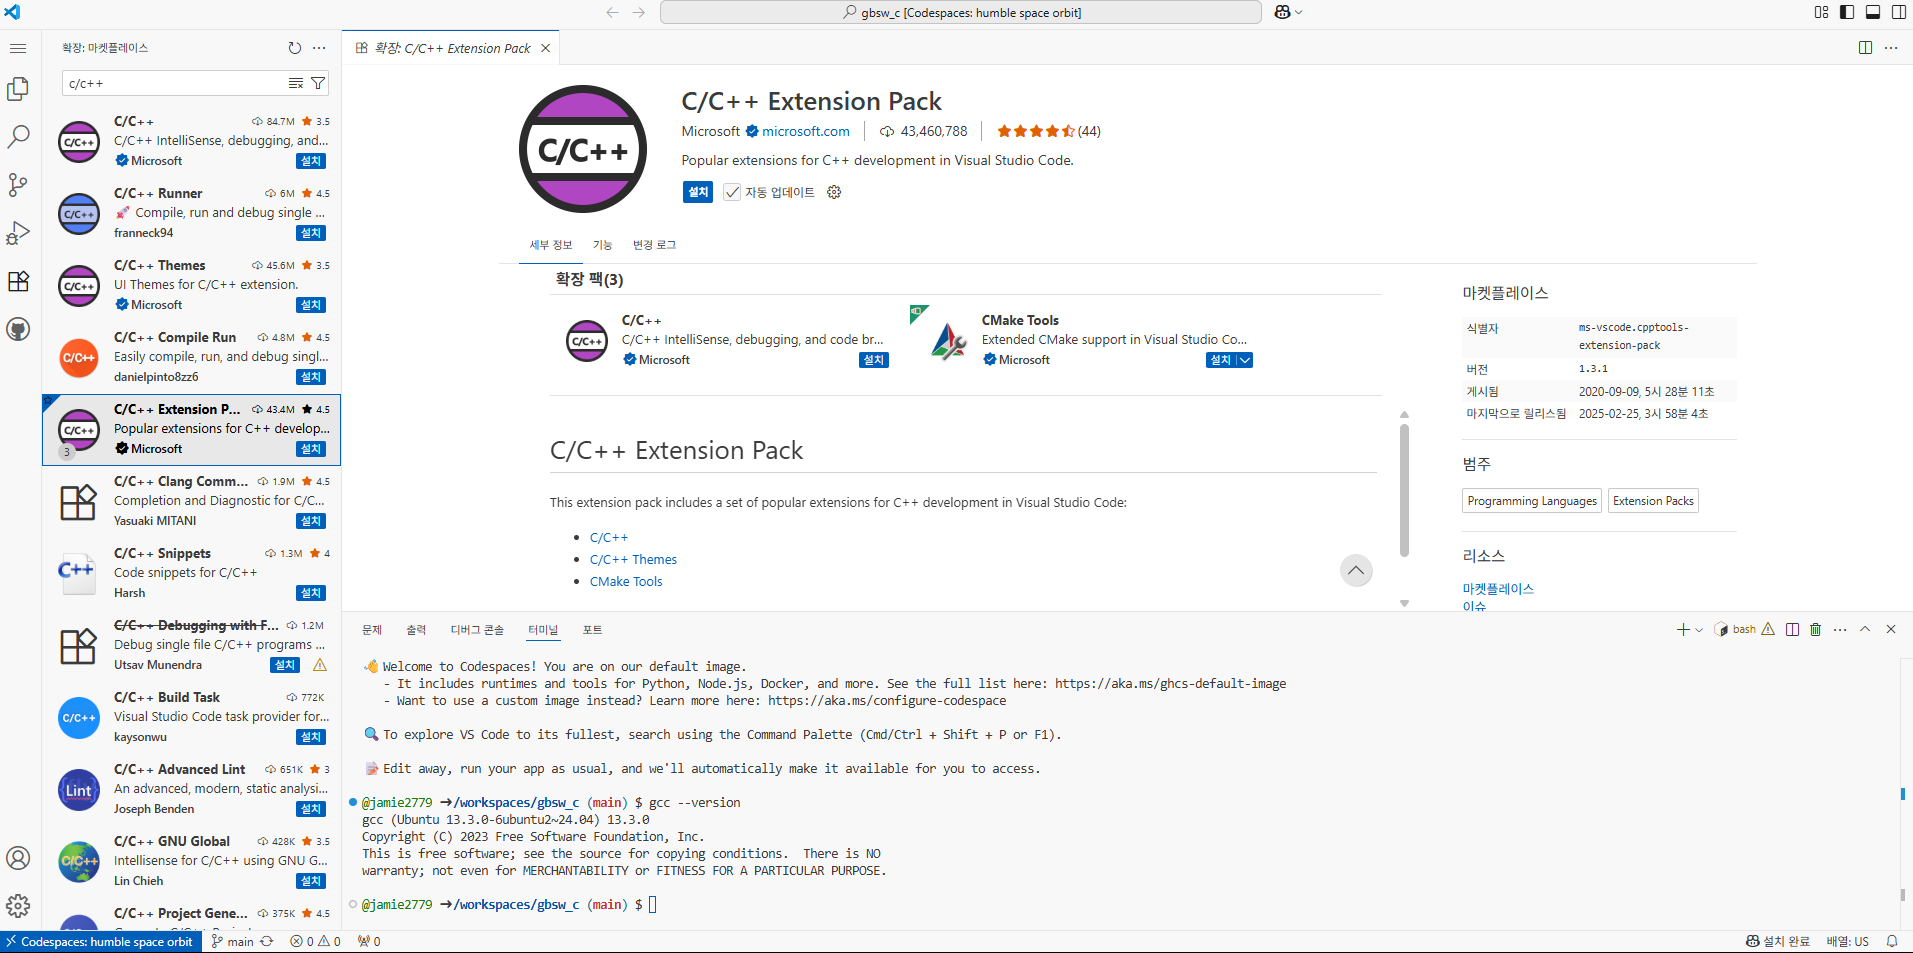 gbsw_c [Codespaces: humble space orbit]
확장: 마켓플레이스
c/c++
C/C++ 84.7M 3.5
C/C++ IntelliSense, debugging, and...
Microsoft 설치
C/C++ Runner 6M 4.5
Compile, run and debug single ...
franneck94 설치
C/C++ Themes 45.6M 3.5
UI Themes for C/C++ extension.
Microsoft 설치
C/C++ Compile Run 4.8M 4.5
Easily compile, run, and debug singl...
danielpinto8zz6 설치
C/C++ Extension P... 43.4M 4.5
Popular extensions for C++ develop...
3 Microsoft 설치
C/C++ Clang Comm... 1.9M 4.5
Completion and Diagnostic for C/C...
Yasuaki MITANI 설치
C/C++ Snippets 1.3M 4
Code snippets for C/C++
Harsh 설치
C/C++ Debugging with F... 1.2M
Debug single file C/C++ programs ...
Utsav Munendra 설치
C/C++ Build Task 772K
Visual Studio Code task provider for...
kaysonwu 설치
C/C++ Advanced Lint 651K 3
An advanced, modern, static analysi...
Joseph Benden 설치
C/C++ GNU Global 428K 3.5
Intellisense for C/C++ using GNU G...
Lin Chieh 설치
C/C++ Project Gene... 375K 4.5
확장: C/C++ Extension Pack
C/C++
C/C++ Extension Pack
Microsoft microsoft.com 43,460,788 (44)
Popular extensions for C++ development in Visual Studio Code.
설치 자동 업데이트
세부 정보 기능 변경 로그
확장 팩(3)
C/C++
C/C++ IntelliSense, debugging, and code br...
Microsoft 설치
CMake Tools
Extended CMake support in Visual Studio Co...
Microsoft 설치
C/C++ Extension Pack
This extension pack includes a set of popular extensions for C++ development in Visual Studio Code:
• C/C++
• C/C++ Themes
• CMake Tools
마켓플레이스
식별자 ms-vscode.cpptools-
extension-pack
버전 1.3.1
게시됨 2020-09-09, 5시 28분 11초
마지막으로 릴리스됨 2025-02-25, 3시 58분 4초
범주
Programming Languages Extension Packs
리소스
마켓플레이스
이슈
문제 출력 디버그 콘솔 터미널 포트
bash
Welcome to Codespaces! You are on our default image.
- It includes runtimes and tools for Python, Node.js, Docker, and more. See the full list here: https://aka.ms/ghcs-default-image
- Want to use a custom image instead? Learn more here: https://aka.ms/configure-codespace
To explore VS Code to its fullest, search using the Command Palette (Cmd/Ctrl + Shift + P or F1).
Edit away, run your app as usual, and we'll automatically make it available for you to access.
@jamie2779 ➜/workspaces/gbsw_c (main) $ gcc --version
gcc (Ubuntu 13.3.0-6ubuntu2~24.04) 13.3.0
Copyright (C) 2023 Free Software Foundation, Inc.
This is free software; see the source for copying conditions.  There is NO
warranty; not even for MERCHANTABILITY or FITNESS FOR A PARTICULAR PURPOSE.
@jamie2779 ➜/workspaces/gbsw_c (main) $
Codespaces: humble space orbit main 0 0 0
설치 완료 배열: US